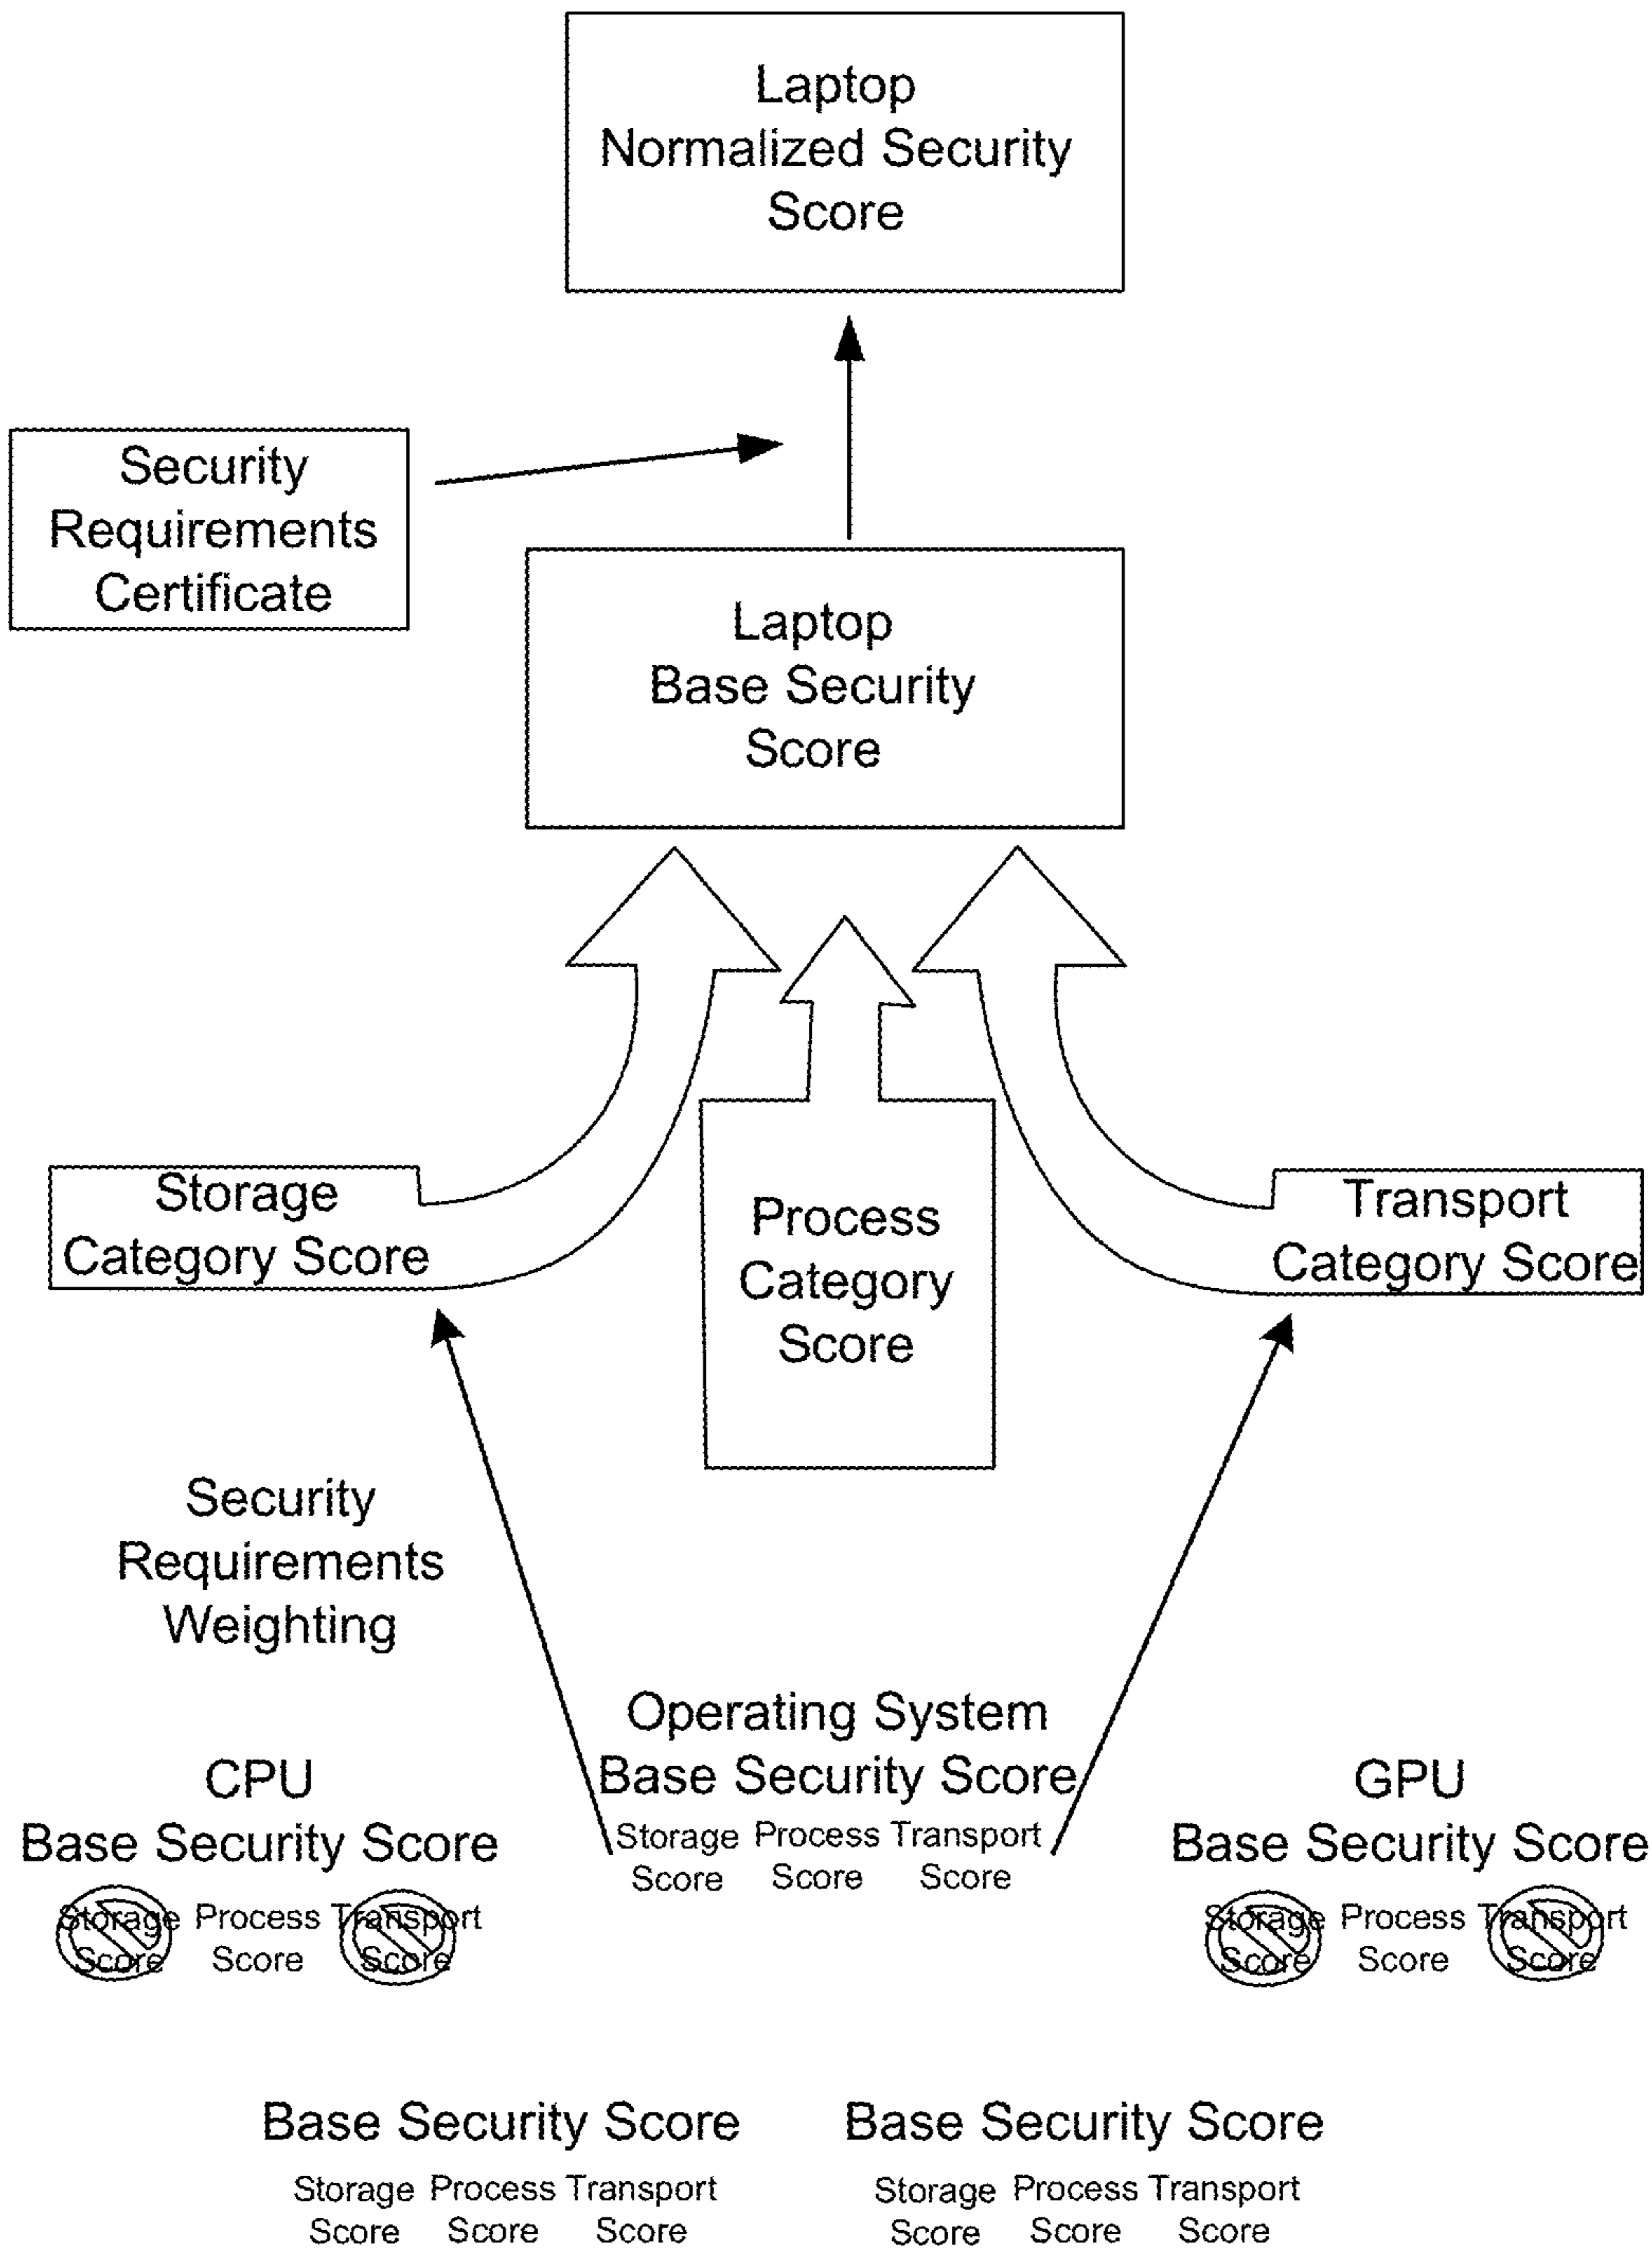 Laptop
Normalized Security
Score
Security
Requirements
Certificate
Laptop
Base Security
Score
Storage
Category Score
Process
Category
Score
Transport
Category Score
Security
Requirements
Weighting
Operating System
Base Security Score
Storage Process Transport
Score Score Score
CPU
Base Security Score
Storage Process Transport
Score Score Score
GPU
Base Security Score
Storage Process Transport
Score Score Score
Base Security Score
Storage Process Transport
Score Score Score
Base Security Score
Storage Process Transport
Score Score Score